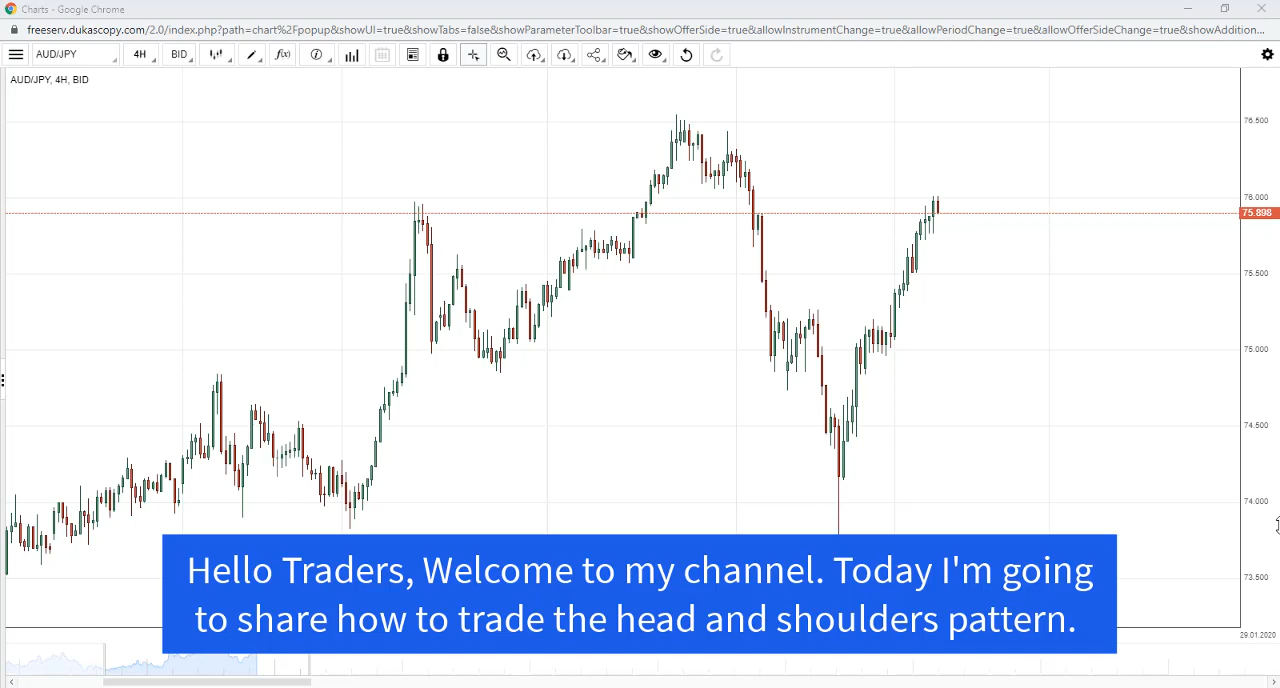 Charts - Google Chrome
freeserv.dukascopy.com/2.0/index.php?path=chart%2Fpopup&showUI=true&showTabs=false&showParameterToolbar=true&showOfferSide=true&allowInstrumentChange=true&allowPeriodChange=true&allowOfferSideChange=true&showAddition...
AUD/JPY 4H BID f(x)
AUD/JPY, 4H, BID
76.500
76.000
75.898
75.500
75.000
74.500
74.000
73.500
Hello Traders, Welcome to my channel. Today I'm going
to share how to trade the head and shoulders pattern.
29.01.2020